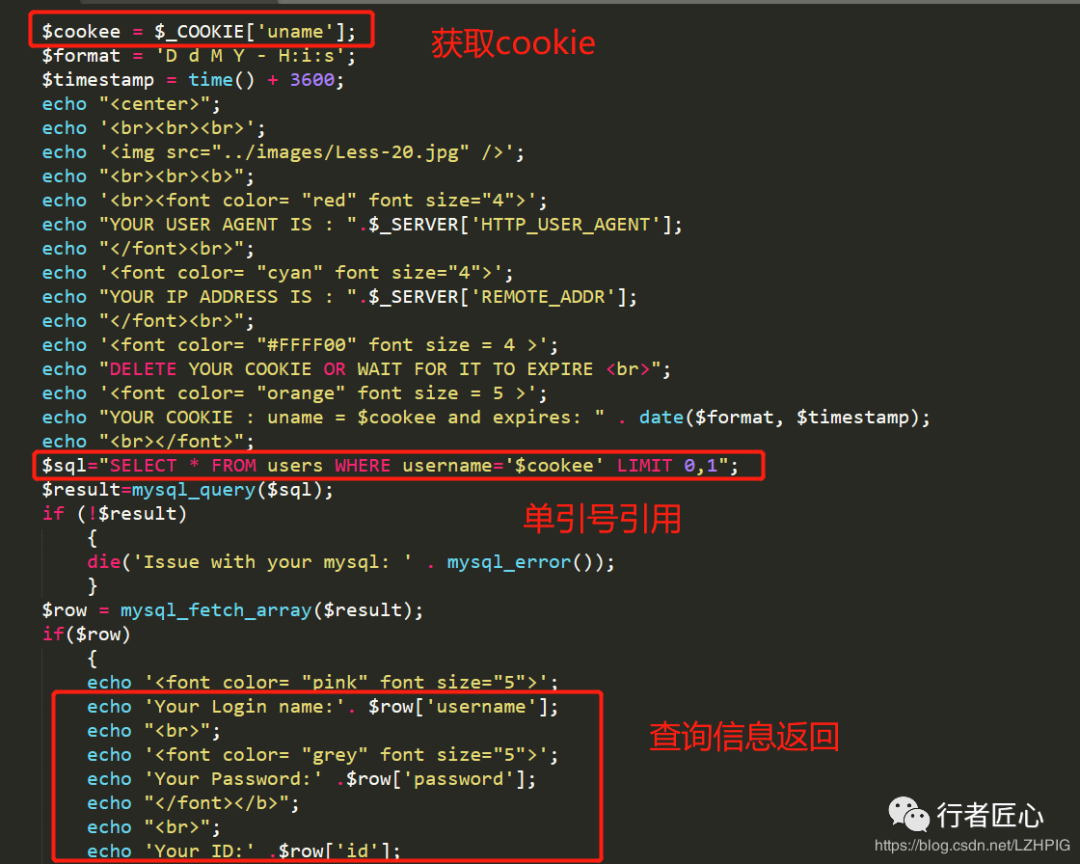 $cookee = $_COOKIE['uname'];
获取cookie
$format = 'D d M Y - H:i:s';
$timestamp = time() + 3600;
echo "<center>";
echo '<br><br><br>';
echo '<img src="../images/Less-20.jpg" />';
echo "<br><br><b>";
echo '<br><font color= "red" font size="4">';
echo "YOUR USER AGENT IS : ".$_SERVER['HTTP_USER_AGENT'];
echo "</font><br>";
echo '<font color= "cyan" font size="4">';
echo "YOUR IP ADDRESS IS : ".$_SERVER['REMOTE_ADDR'];
echo "</font><br>";
echo '<font color= "#FFFF00" font size = 4 >';
echo "DELETE YOUR COOKIE OR WAIT FOR IT TO EXPIRE <br>";
echo '<font color= "orange" font size = 5 >';
echo "YOUR COOKIE : uname = $cookee and expires: " . date($format, $timestamp);
echo "<br></font>";
$sql="SELECT * FROM users WHERE username='$cookee' LIMIT 0,1";
$result=mysql_query($sql);
if (!$result)
单引号引用
{
die('Issue with your mysql: ' . mysql_error());
}
$row = mysql_fetch_array($result);
if($row)
{
echo '<font color= "pink" font size="5">';
echo 'Your Login name:'. $row['username'];
echo "<br>";
查询信息返回
echo '<font color= "grey" font size="5">';
echo 'Your Password:' .$row['password'];
echo "</font></b>";
echo "<br>";
echo 'Your ID:' .$row['id'];
行者匠心
https://blog.csdn.net/LZHPIG